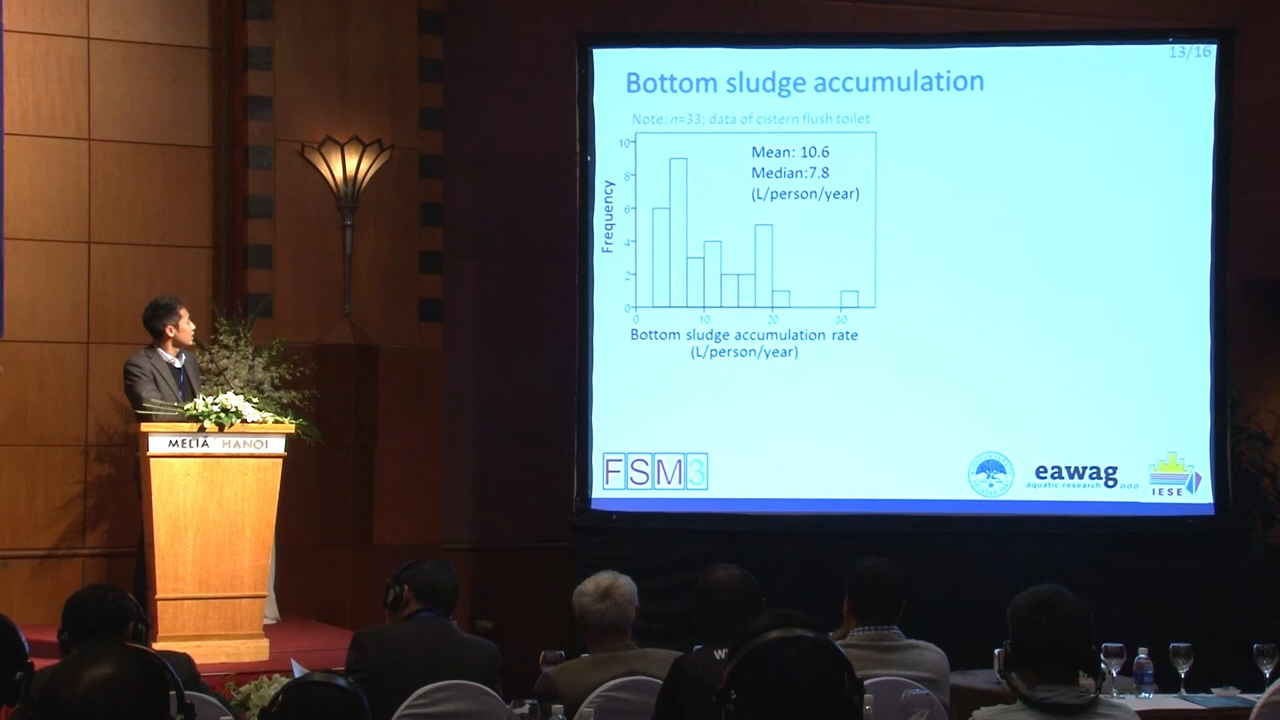 13/16
Bottom sludge accumulation
Note: n=33; data of cistern flush toilet
Mean: 10.6
Median:7.8
(L/person/year)
Frequency
10
8
6
4
2
0
0 10 20 30
Bottom sludge accumulation rate
(L/person/year)
FSM3
eawag
aquatic research
IESE
MELIÃ HANOI